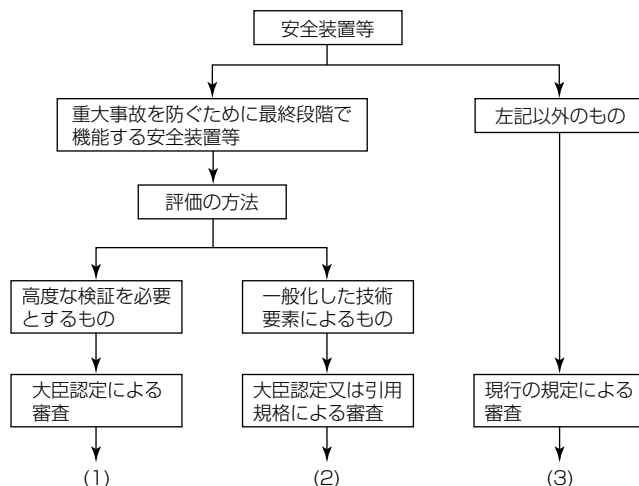 安全装置等
重大事故を防ぐために最終段階で
機能する安全装置等
左記以外のもの
評価の方法
高度な検証を必要
とするもの
一般化した技術
要素によるもの
大臣認定による
審査
大臣認定又は引用
規格による審査
現行の規定による
審査
(1)
(2)
(3)